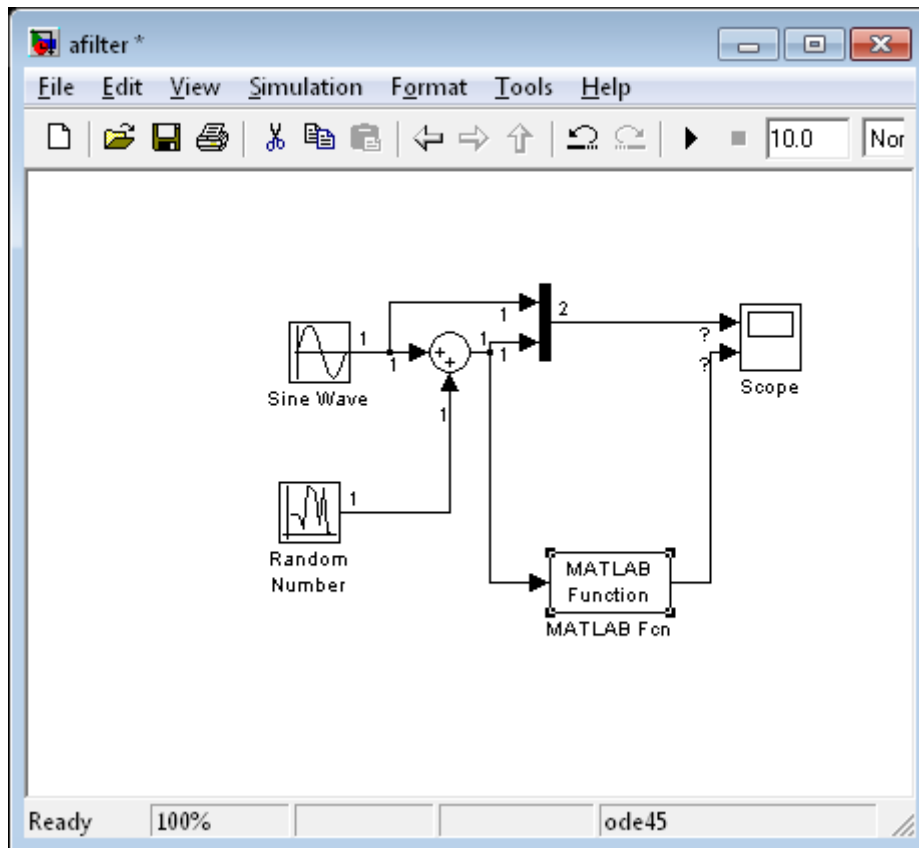 afilter *
File Edit View Simulation Format Tools Help
10.0 Nor
1 2
1 1 1 1 ?
Sine Wave 1 ? Scope
1
Random Number
MATLAB Function
MATLAB Fcn
Ready 100% ode45